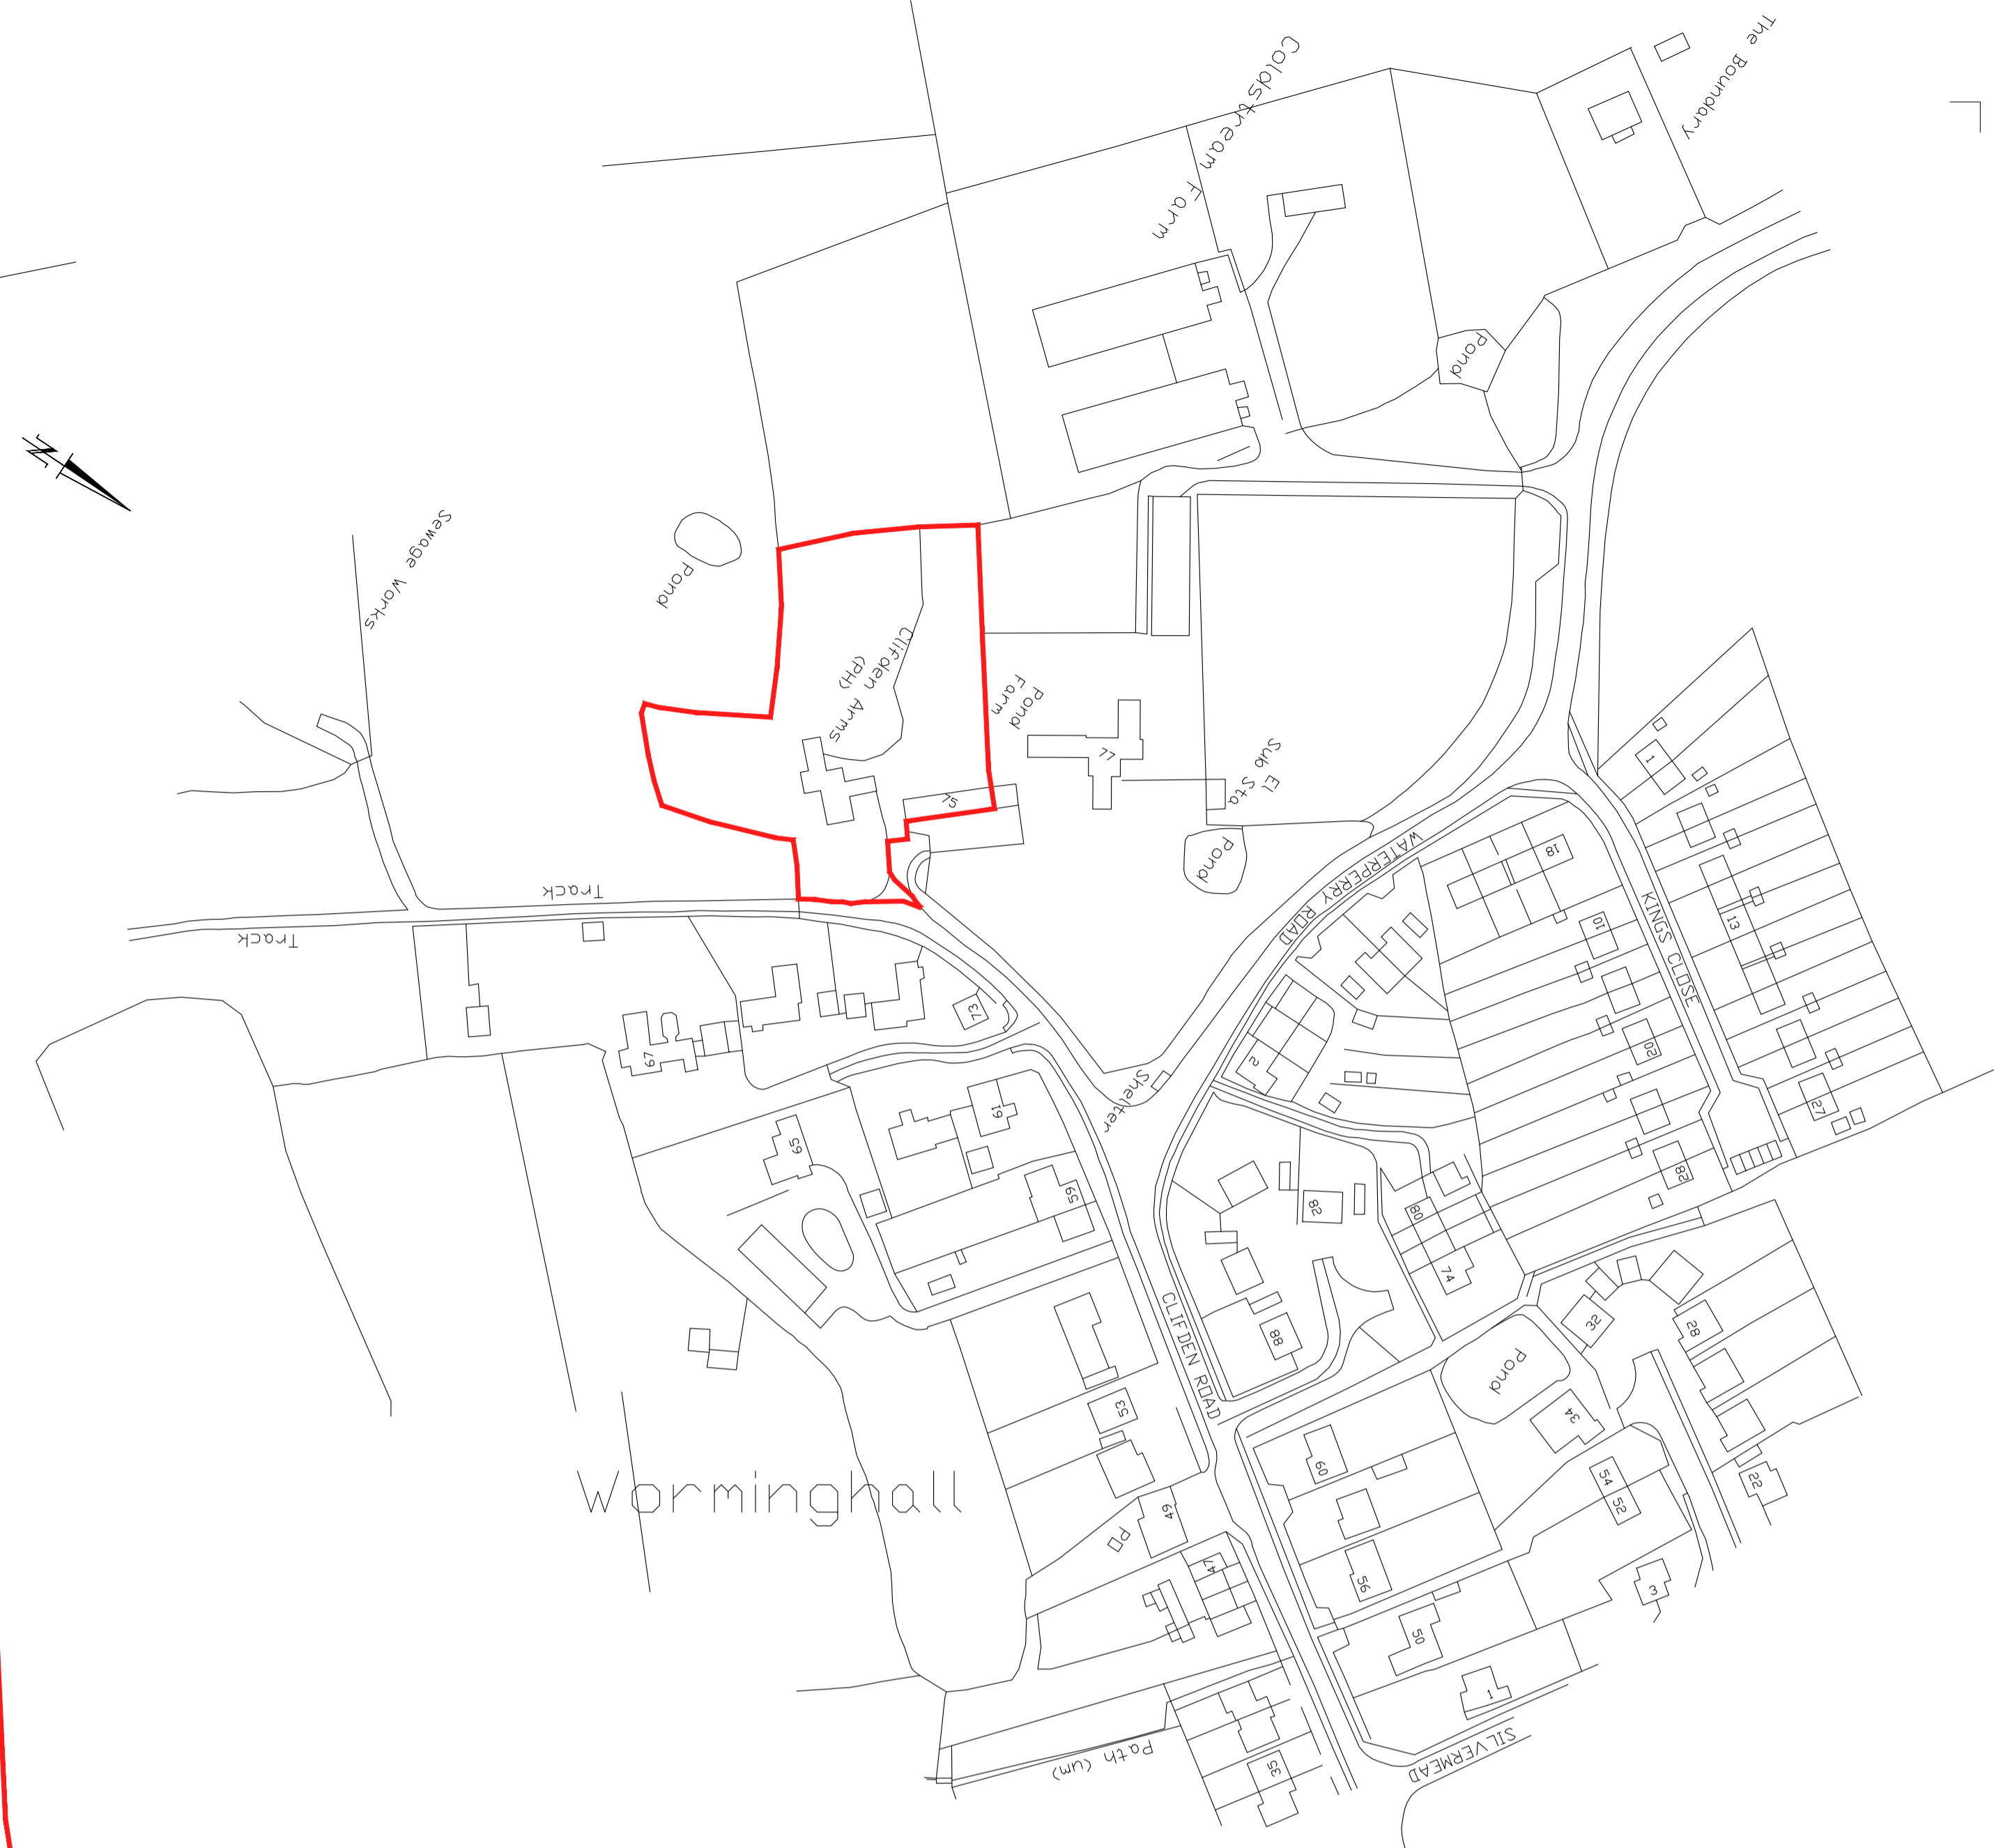 The Boundary
Coldstream
Farm
Pond
N
Sewage Works
Pond
Clifden Arms
(PH)
Pond
Farm
77
El
Sub Sta
1
75
Pond
WATERPERRY ROAD
18
KINGS CLOSE
13
10
Track
Track
73
67
2
20
27
Shelter
61
65
59
82
80
28
74
CLIFDEN ROAD
88
32
28
Pond
53
34
60
54
52
22
Worminghall
49
PO
47
56
3
50
1
SILVERMEAD
Path (um)
35